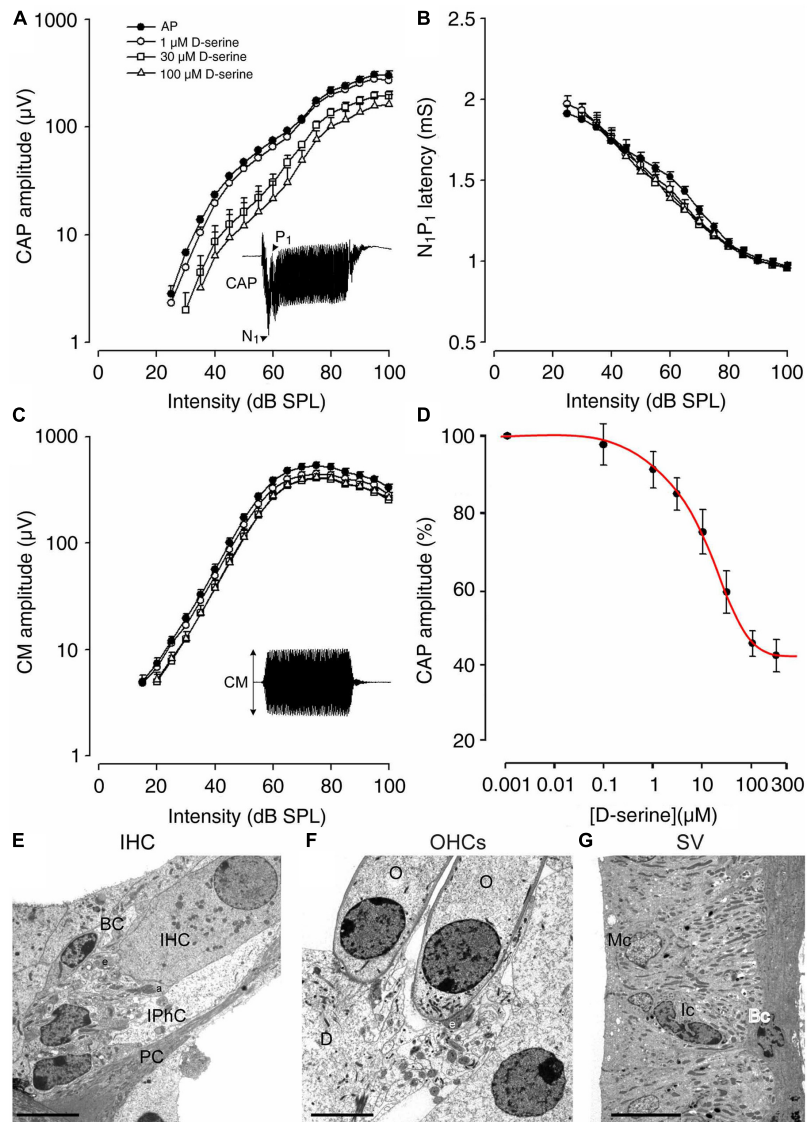 A
1000
100
10
1
CAP amplitude (µV)
AP
1 µM D-serine
30 µM D-serine
100 µM D-serine
P1
CAP
N1
0 20 40 60 80 100
Intensity (dB SPL)
B
2.5
2
1.5
1
0.5
N1P1 latency (mS)
0 20 40 60 80 100
Intensity (dB SPL)
C
1000
100
10
1
CM amplitude (µV)
CM
0 20 40 60 80 100
Intensity (dB SPL)
D
100
80
60
40
20
CAP amplitude (%)
0.001 0.01 0.1 1 10 100 300
[D-serine](µM)
E IHC
BC
IHC
e
a
IPhC
PC
F OHCs
O
O
D
e
G SV
Mc
Ic
Bc